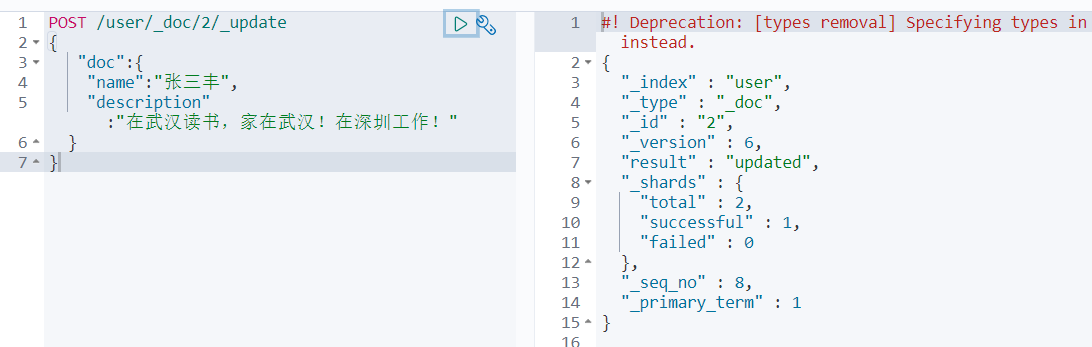 1 POST /user/_doc/2/_update
2 {
3 "doc":{
4 "name":"张三丰",
5 "description"
:"在武汉读书，家在武汉！在深圳工作！"
6 }
7 }
1 #! Deprecation: [types removal] Specifying types in
instead.
2 {
3 "_index" : "user",
4 "_type" : "_doc",
5 "_id" : "2",
6 "_version" : 6,
7 "result" : "updated",
8 "_shards" : {
9 "total" : 2,
10 "successful" : 1,
11 "failed" : 0
12 },
13 "_seq_no" : 8,
14 "_primary_term" : 1
15 }
16